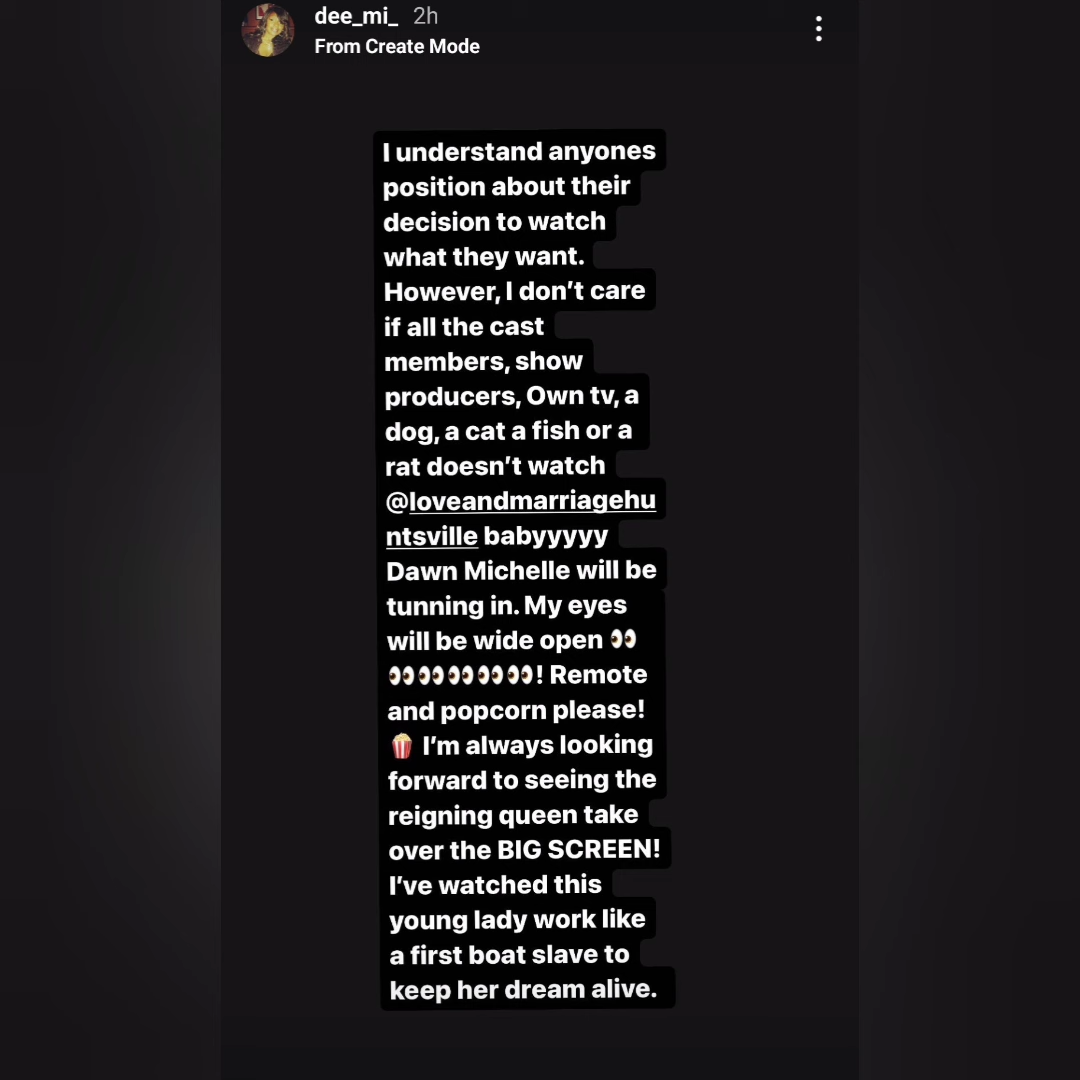 dee_mi_ 2h
From Create Mode
I understand anyones
position about their
decision to watch
what they want.
However, I don’t care
if all the cast
members, show
producers, Own tv, a
dog, a cat a fish or a
rat doesn’t watch
@loveandmarriagehu
ntsville babyyyyy
Dawn Michelle will be
tunning in. My eyes
will be wide open 👀
👀👀👀👀👀! Remote
and popcorn please!
🍿 I’m always looking
forward to seeing the
reigning queen take
over the BIG SCREEN!
I’ve watched this
young lady work like
a first boat slave to
keep her dream alive.